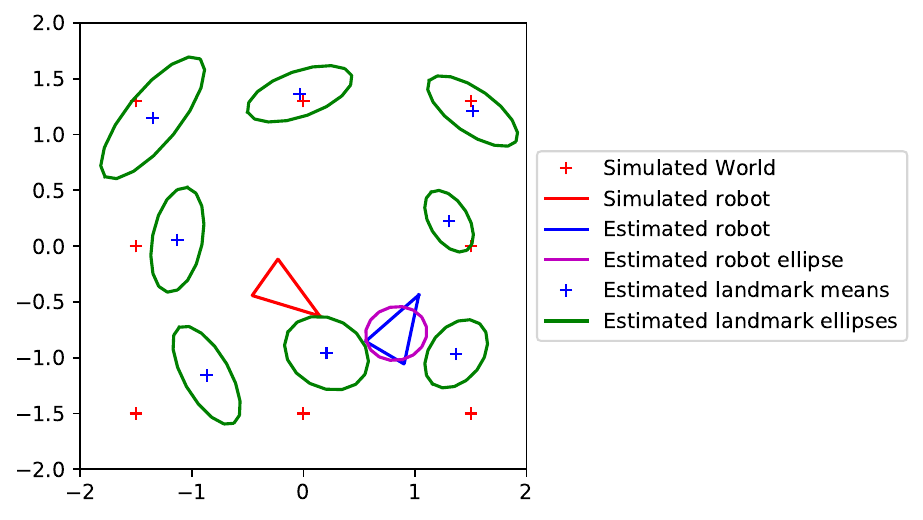 2.0
1.5
1.0
0.5
0.0
−0.5
−1.0
−1.5
−2.0
−2 −1 0 1 2
Simulated World
Simulated robot
Estimated robot
Estimated robot ellipse
Estimated landmark means
Estimated landmark ellipses